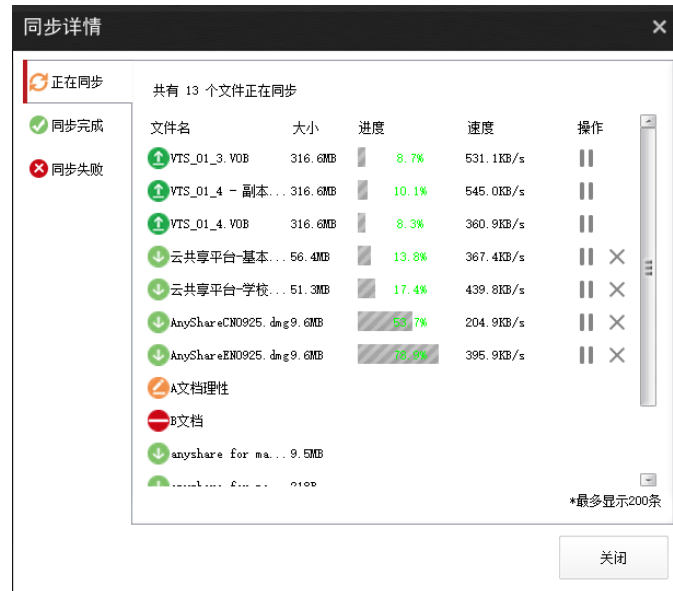 同步详情
正在同步
同步完成
同步失败
共有 13 个文件正在同步
文件名 大小 进度 速度 操作
VTS_01_3.VOB 316.6MB 8.7% 531.1KB/s
VTS_01_4 - 副本... 316.6MB 10.1% 545.0KB/s
VTS_01_4.VOB 316.6MB 8.3% 360.9KB/s
云共享平台-基本... 56.4MB 13.8% 367.4KB/s
云共享平台-学校... 51.3MB 17.4% 439.8KB/s
AnyShareCN0925.dmg 9.6MB 7% 204.9KB/s
AnyShareEN0925.dmg 9.6MB 78.9% 395.9KB/s
A文档理性
B文档
anyshare for ma... 9.5MB
*最多显示200条
关闭